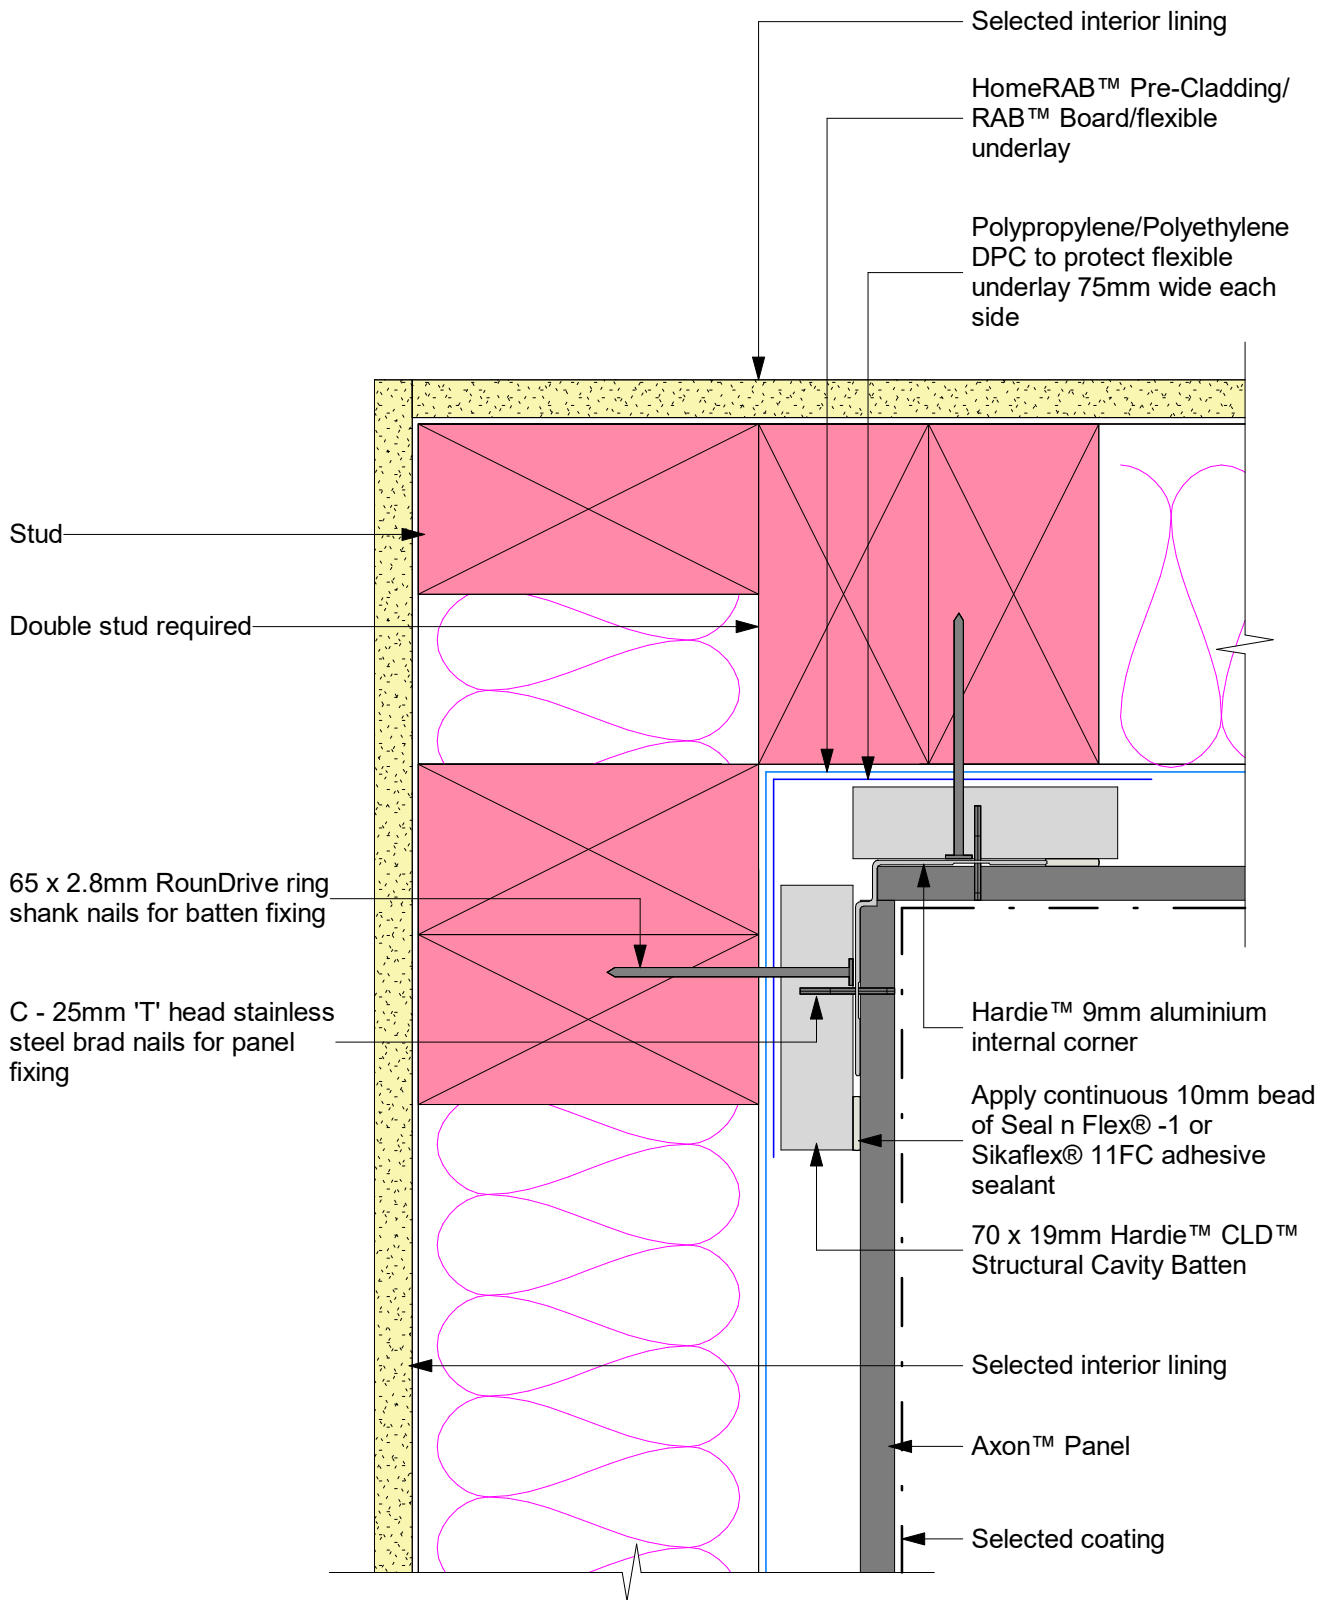 Selected interior lining
HomeRAB™ Pre-Cladding/
RAB™ Board/flexible
underlay
Polypropylene/Polyethylene
DPC to protect flexible
underlay 75mm wide each
side
Stud
Double stud required
65 x 2.8mm RounDrive ring
shank nails for batten fixing
C - 25mm 'T' head stainless
steel brad nails for panel
fixing
Hardie™ 9mm aluminium
internal corner
Apply continuous 10mm bead
of Seal n Flex® -1 or
Sikaflex® 11FC adhesive
sealant
70 x 19mm Hardie™ CLD™
Structural Cavity Batten
Selected interior lining
Axon™ Panel
Selected coating